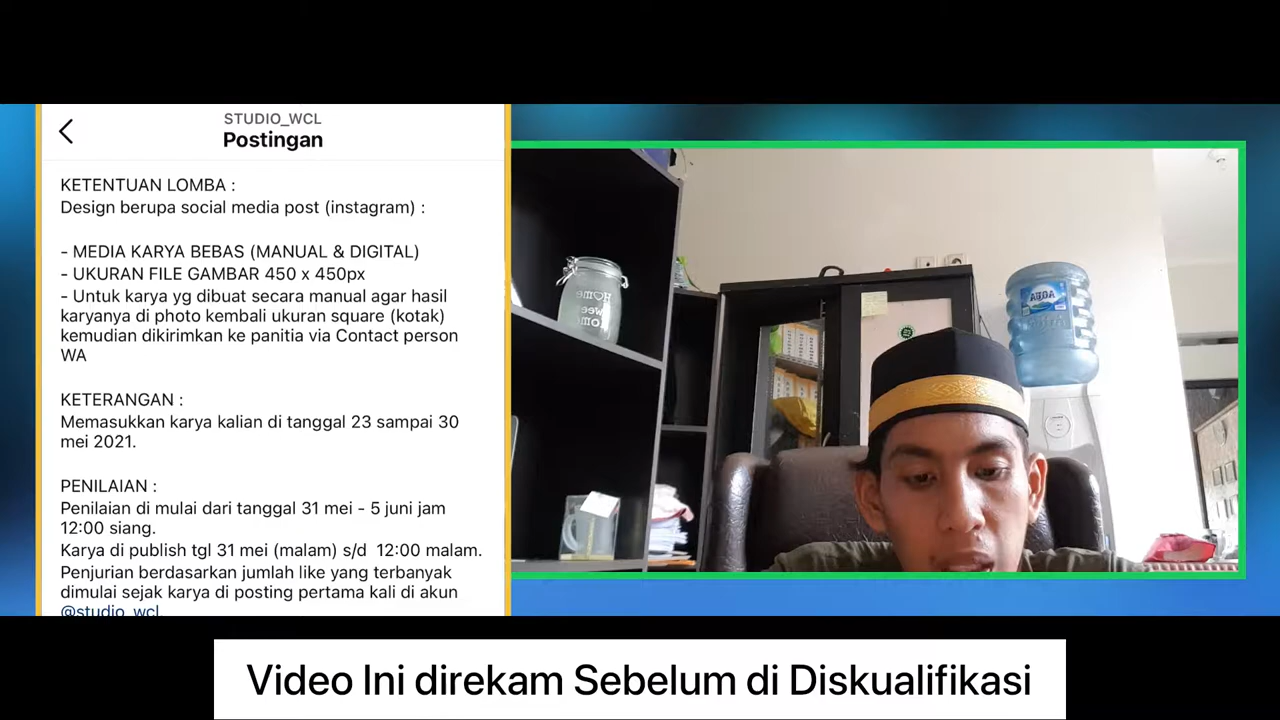 STUDIO_WCL
Postingan
KETENTUAN LOMBA :
Design berupa social media post (instagram) :
- MEDIA KARYA BEBAS (MANUAL & DIGITAL)
- UKURAN FILE GAMBAR 450 x 450px
- Untuk karya yg dibuat secara manual agar hasil
karyanya di photo kembali ukuran square (kotak)
kemudian dikirimkan ke panitia via Contact person
WA
KETERANGAN :
Memasukkan karya kalian di tanggal 23 sampai 30
mei 2021.
PENILAIAN :
Penilaian di mulai dari tanggal 31 mei - 5 juni jam
12:00 siang.
Karya di publish tgl 31 mei (malam) s/d  12:00 malam.
Penjurian berdasarkan jumlah like yang terbanyak
dimulai sejak karya di posting pertama kali di akun
@studio_wcl.
Home
AQUA
Video Ini direkam Sebelum di Diskualifikasi